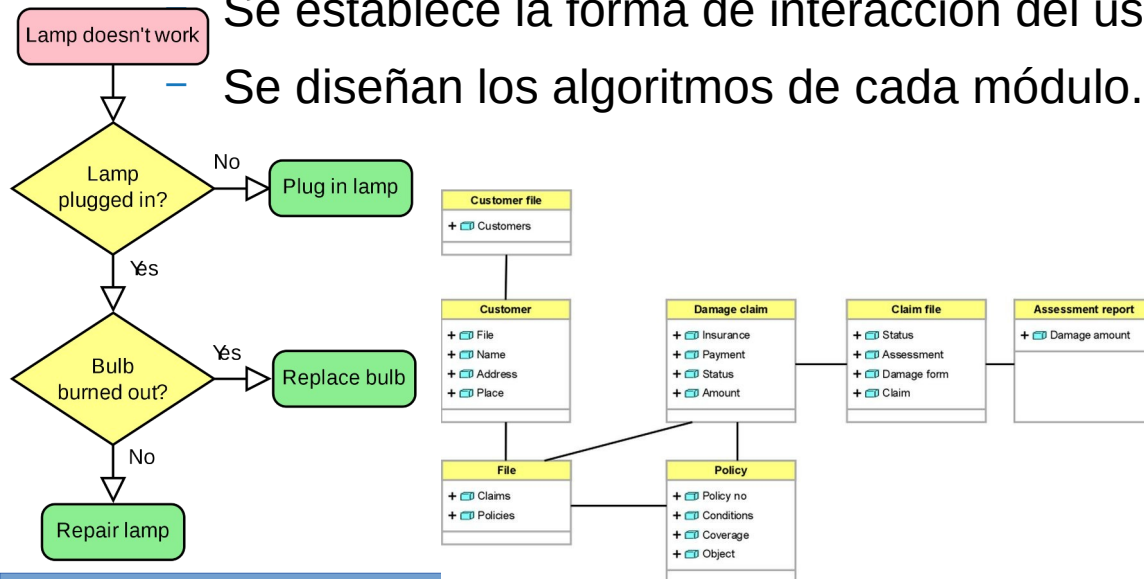 Se establece la forma de interacción del us
– Se diseñan los algoritmos de cada módulo.
Lamp doesn't work
Lamp
plugged in?
No
Plug in lamp
Yes
Bulb
burned out?
Yes
Replace bulb
No
Repair lamp
Customer file
+ Customers
Customer
+ File
+ Name
+ Address
+ Place
Damage claim
+ Insurance
+ Payment
+ Status
+ Amount
Claim file
+ Status
+ Assessment
+ Damage form
+ Claim
Assessment report
+ Damage amount
File
+ Claims
+ Policies
Policy
+ Policy no
+ Conditions
+ Coverage
+ Object